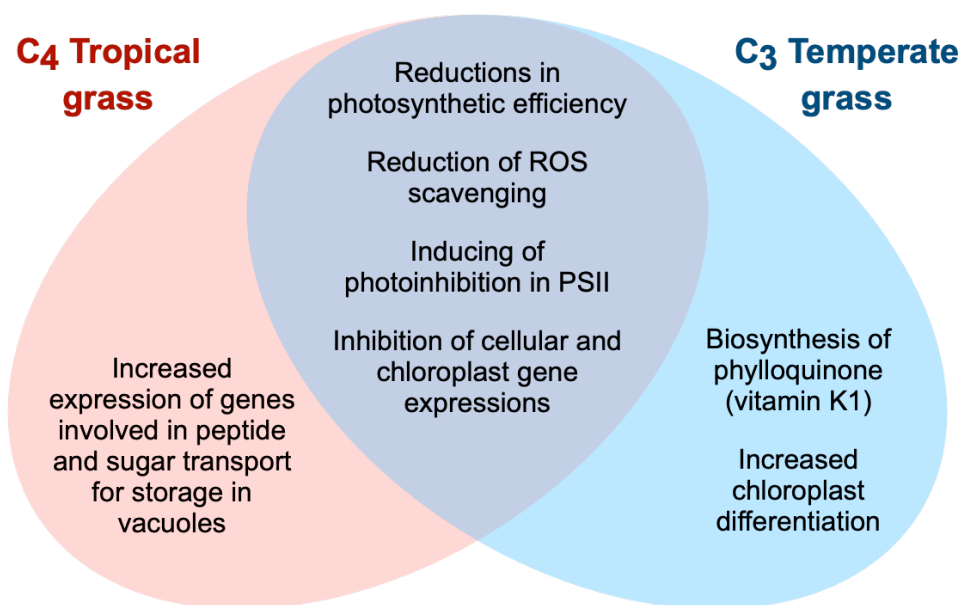 C4 Tropical
grass
Reductions in
photosynthetic efficiency
Reduction of ROS
scavenging
Inducing of
photoinhibition in PSII
Inhibition of cellular and
chloroplast gene
expressions
C3 Temperate
grass
Increased
expression of genes
involved in peptide
and sugar transport
for storage in
vacuoles
Biosynthesis of
phylloquinone
(vitamin K1)
Increased
chloroplast
differentiation